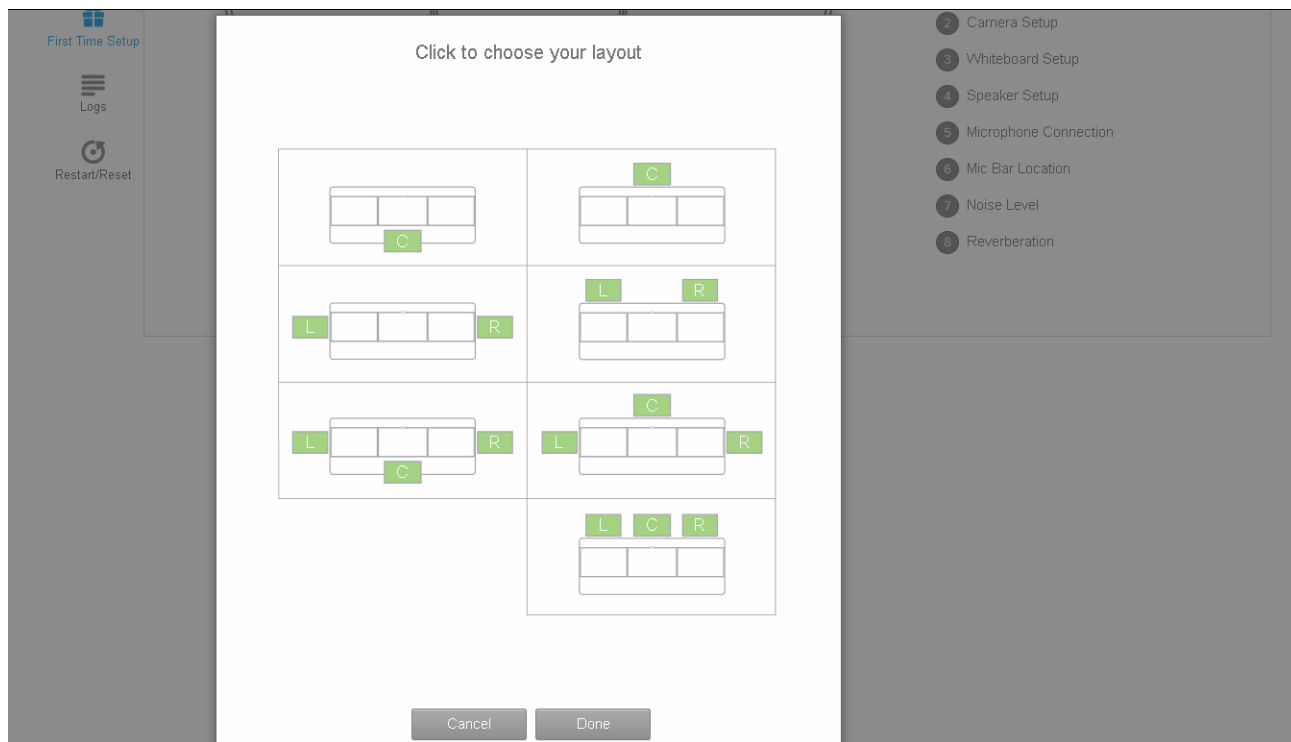 First Time Setup
Logs
Restart/Reset
Click to choose your layout
C
C
L
R
L
R
L
R
C
C
L
R
L
C
R
Cancel
Done
2
Camera Setup
3
Whiteboard Setup
4
Speaker Setup
5
Microphone Connection
6
Mic Bar Location
7
Noise Level
8
Reverberation